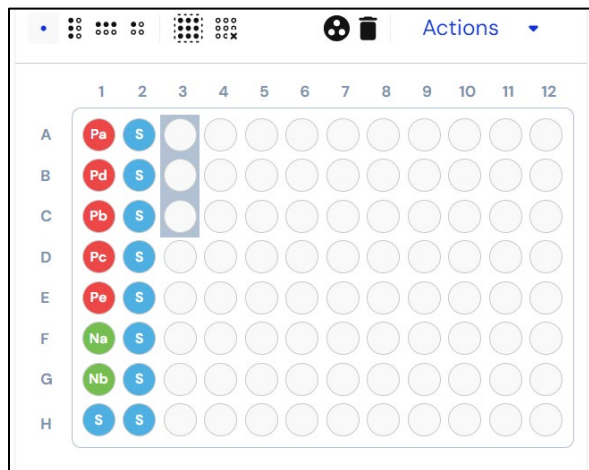 Actions
1 2 3 4 5 6 7 8 9 10 11 12
A Pa S
B Pd S
C Pb S
D Pc S
E Pe S
F Na S
G Nb S
H S S